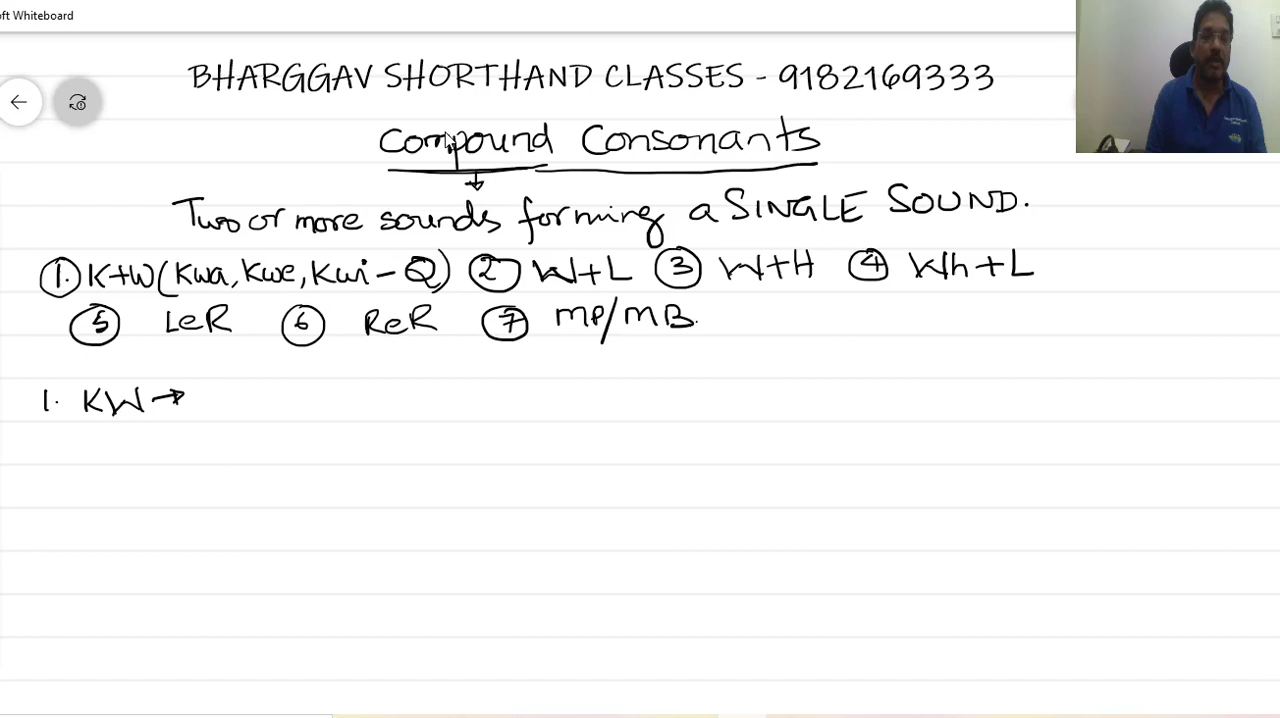 oft Whiteboard
BHARGGAV SHORTHAND CLASSES - 9182169333
Compound Consonants
Two or more sounds forming a SINGLE SOUND.
①. K+W (Kwa, Kwe, Kwi - Q) ② W+L ③ W+H ④ Wh+L
⑤ LeR ⑥ ReR ⑦ MP/MB.
1. KW →